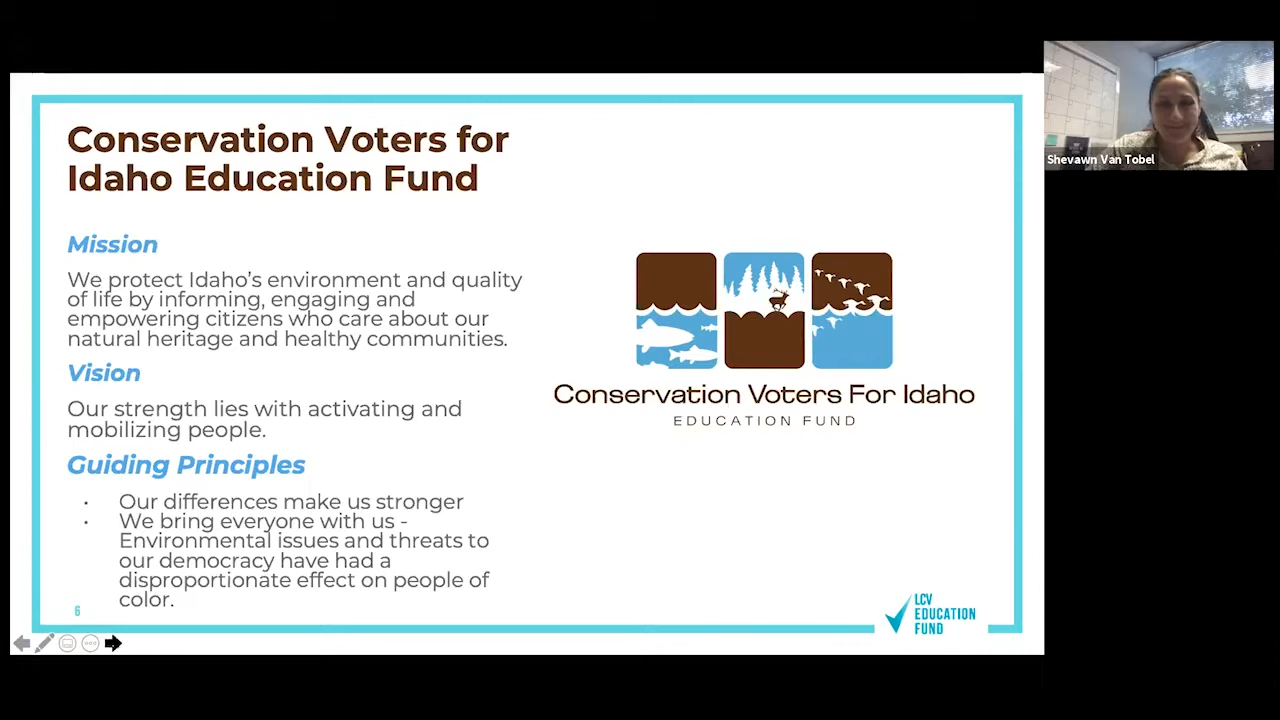 Conservation Voters for
Idaho Education Fund
Mission
We protect Idaho's environment and quality
of life by informing, engaging and
empowering citizens who care about our
natural heritage and healthy communities.
Vision
Our strength lies with activating and
mobilizing people.
Guiding Principles
· Our differences make us stronger
· We bring everyone with us -
Environmental issues and threats to
our democracy have had a
disproportionate effect on people of
color.
6
Conservation Voters For Idaho
EDUCATION FUND
LCV
EDUCATION
FUND
Shevawn Van Tobel